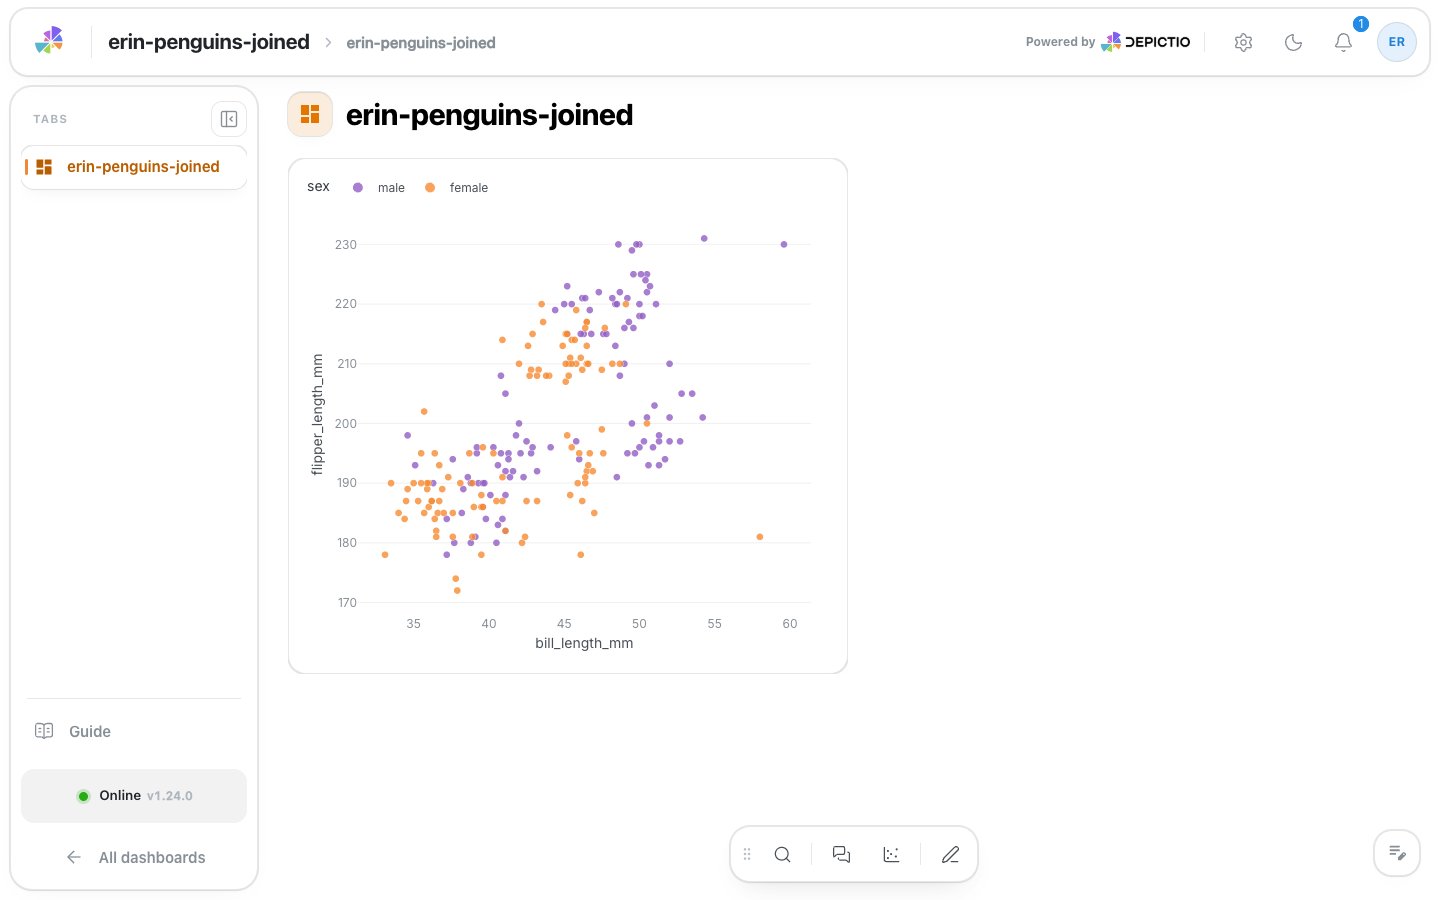 erin-penguins-joined > erin-penguins-joined
Powered by DEPICTIO
1
ER
TABS
erin-penguins-joined
Guide
Online v1.24.0
All dashboards
erin-penguins-joined
sex male female
flipper_length_mm
230
220
210
200
190
180
170
35 40 45 50 55 60
bill_length_mm